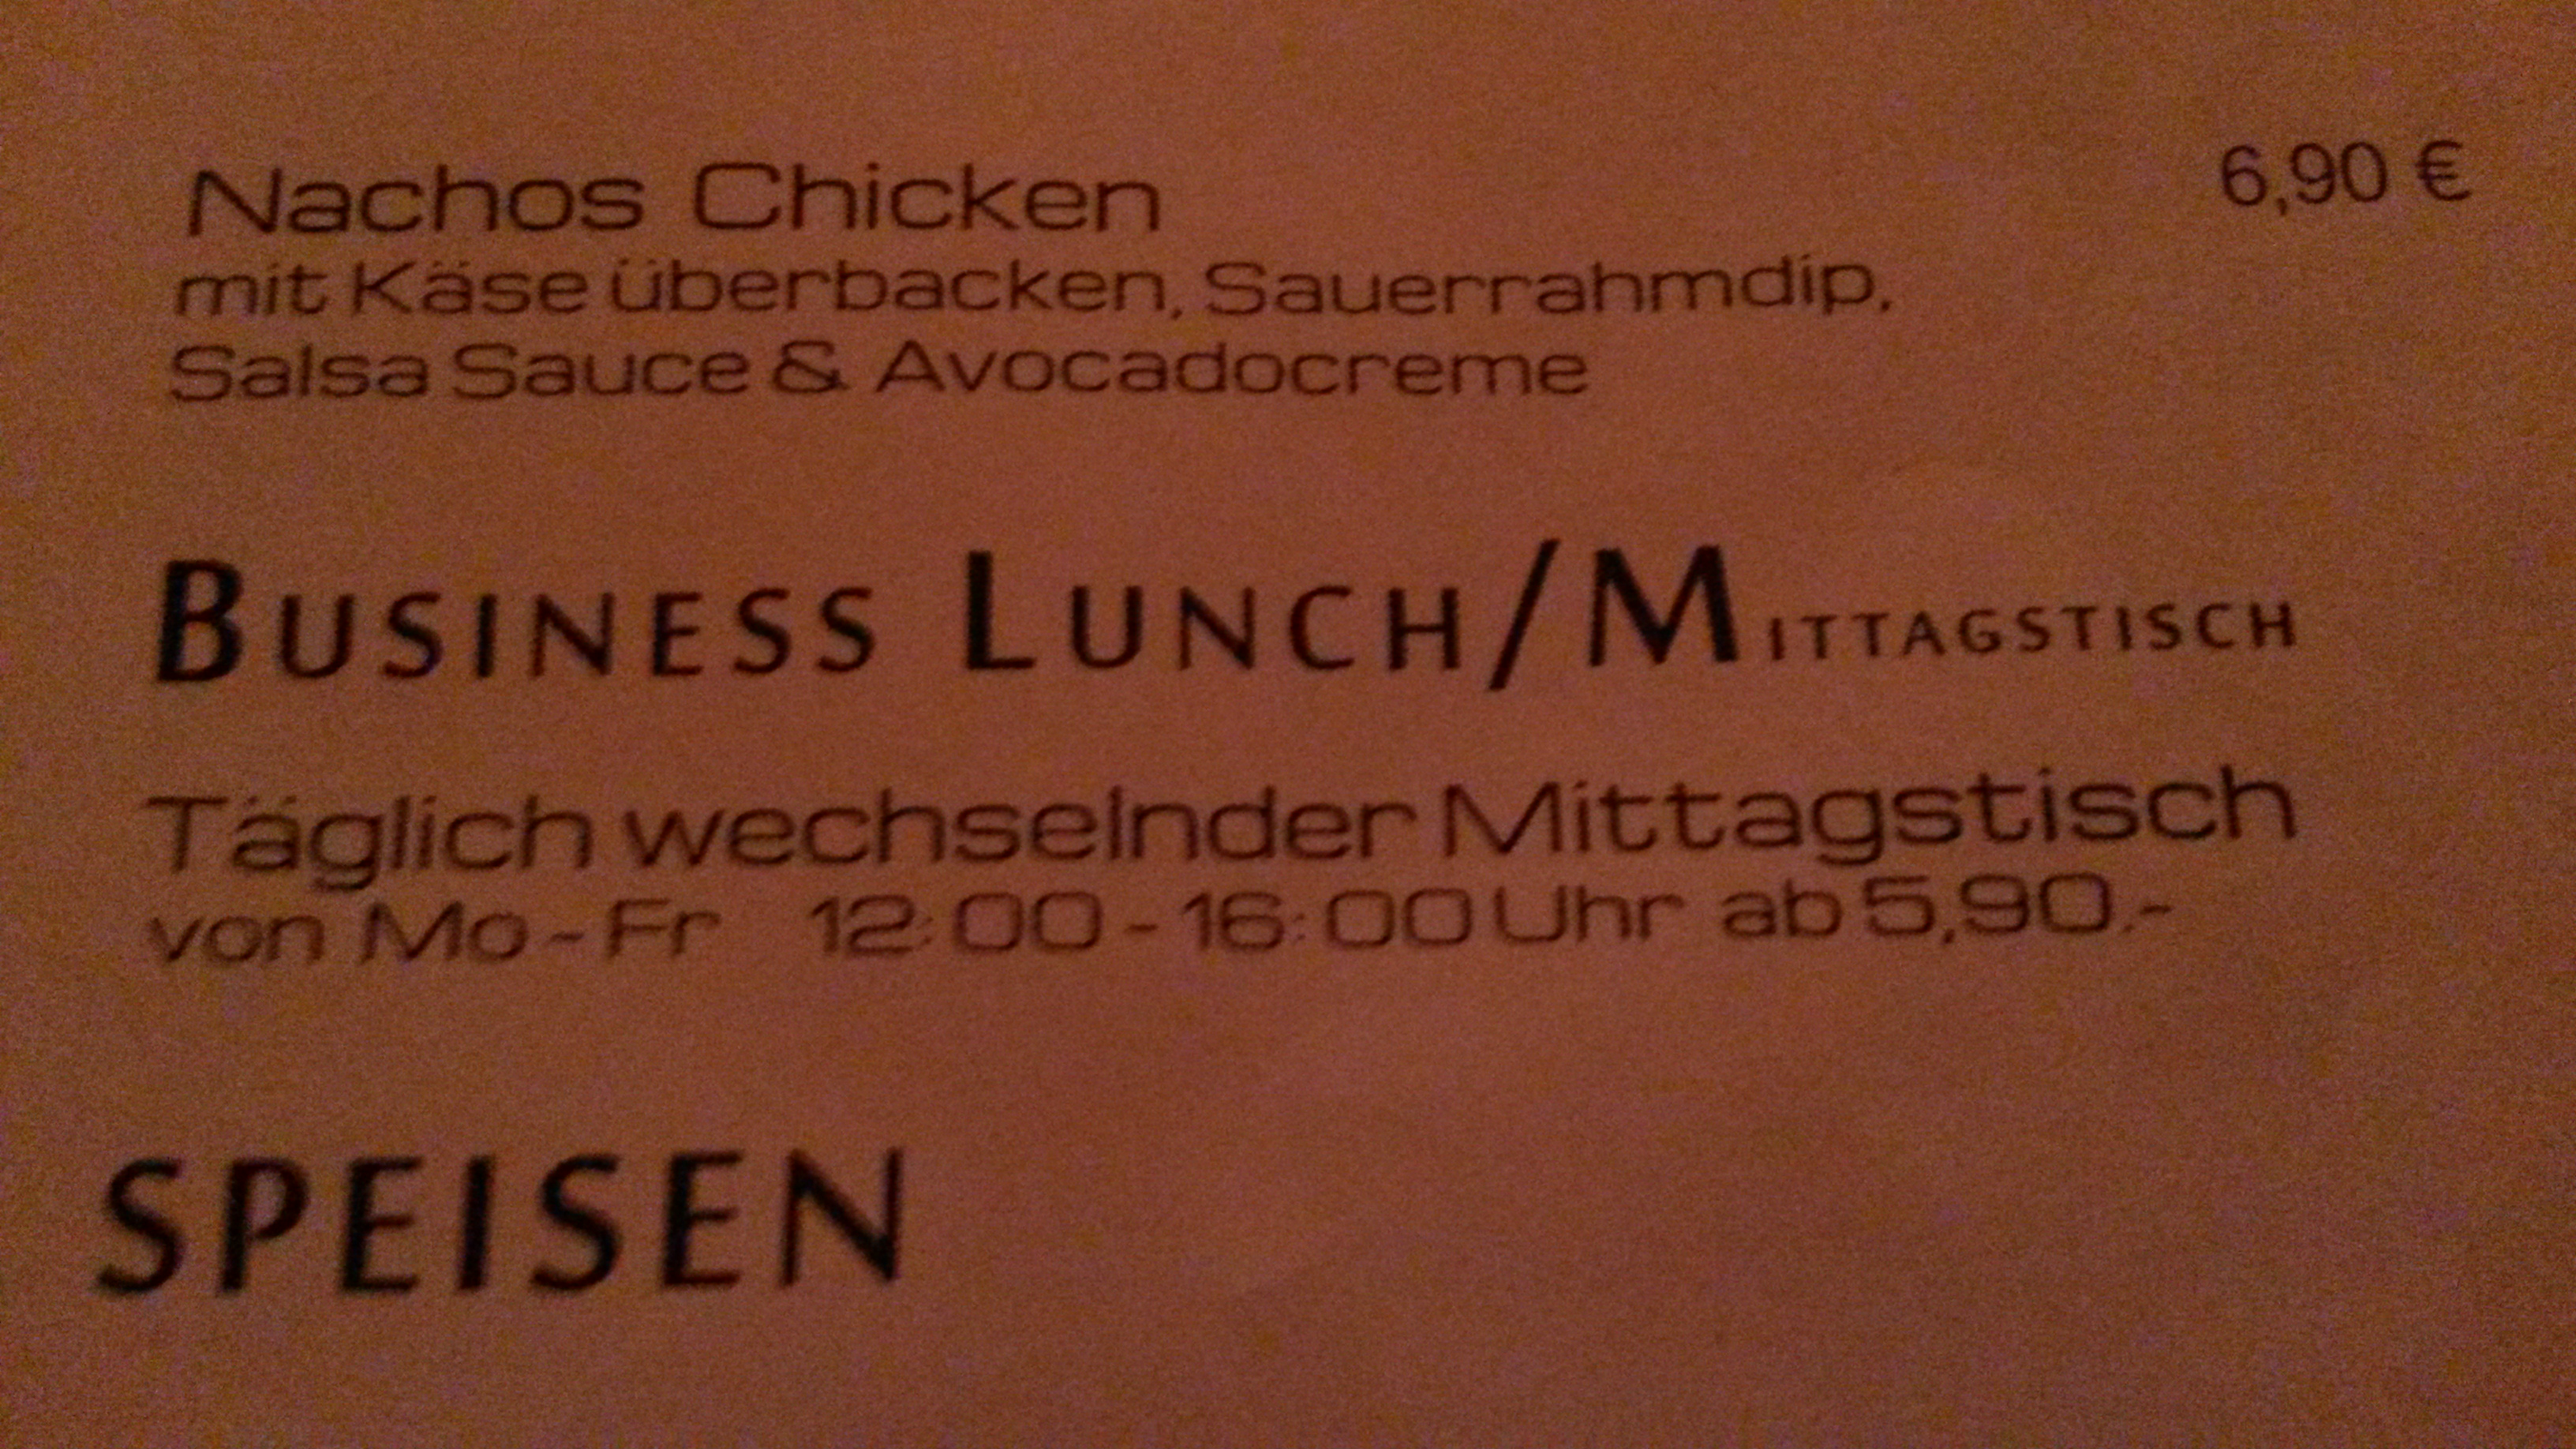 Nachos Chicken 6,90 €
mit Käse überbacken, Sauerrahmdip,
Salsa Sauce & Avocadocreme
BUSINESS LUNCH/MITTAGSTISCH
Täglich wechselnder Mittagstisch
von Mo-Fr 12:00-16:00 Uhr ab 5,90.-
SPEISEN